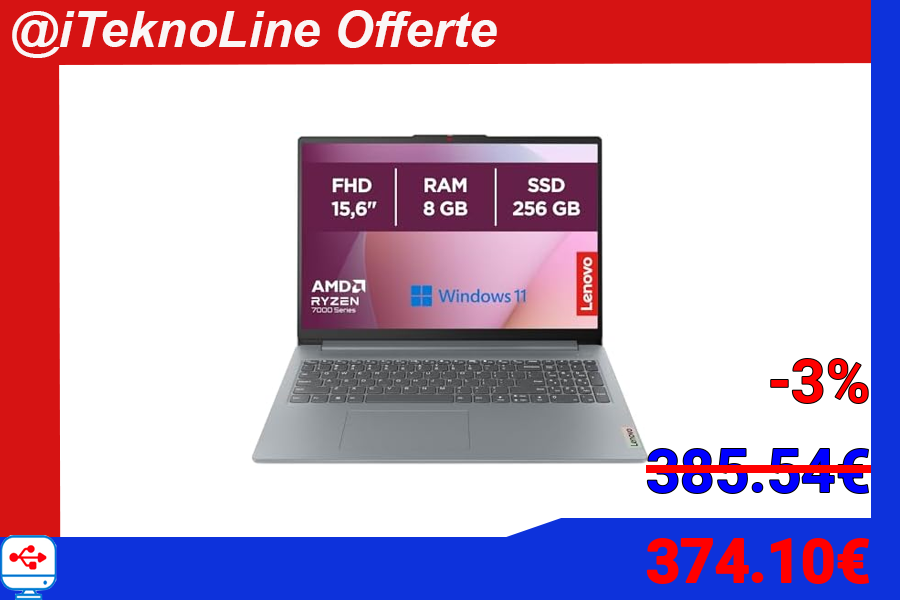 @iTeknoLine Offerte
FHD
15,6"
RAM
8 GB
SSD
256 GB
AMD
RYZEN
7000 Series
Windows 11
Lenovo
Lenovo
-3%
385.54€
374.10€